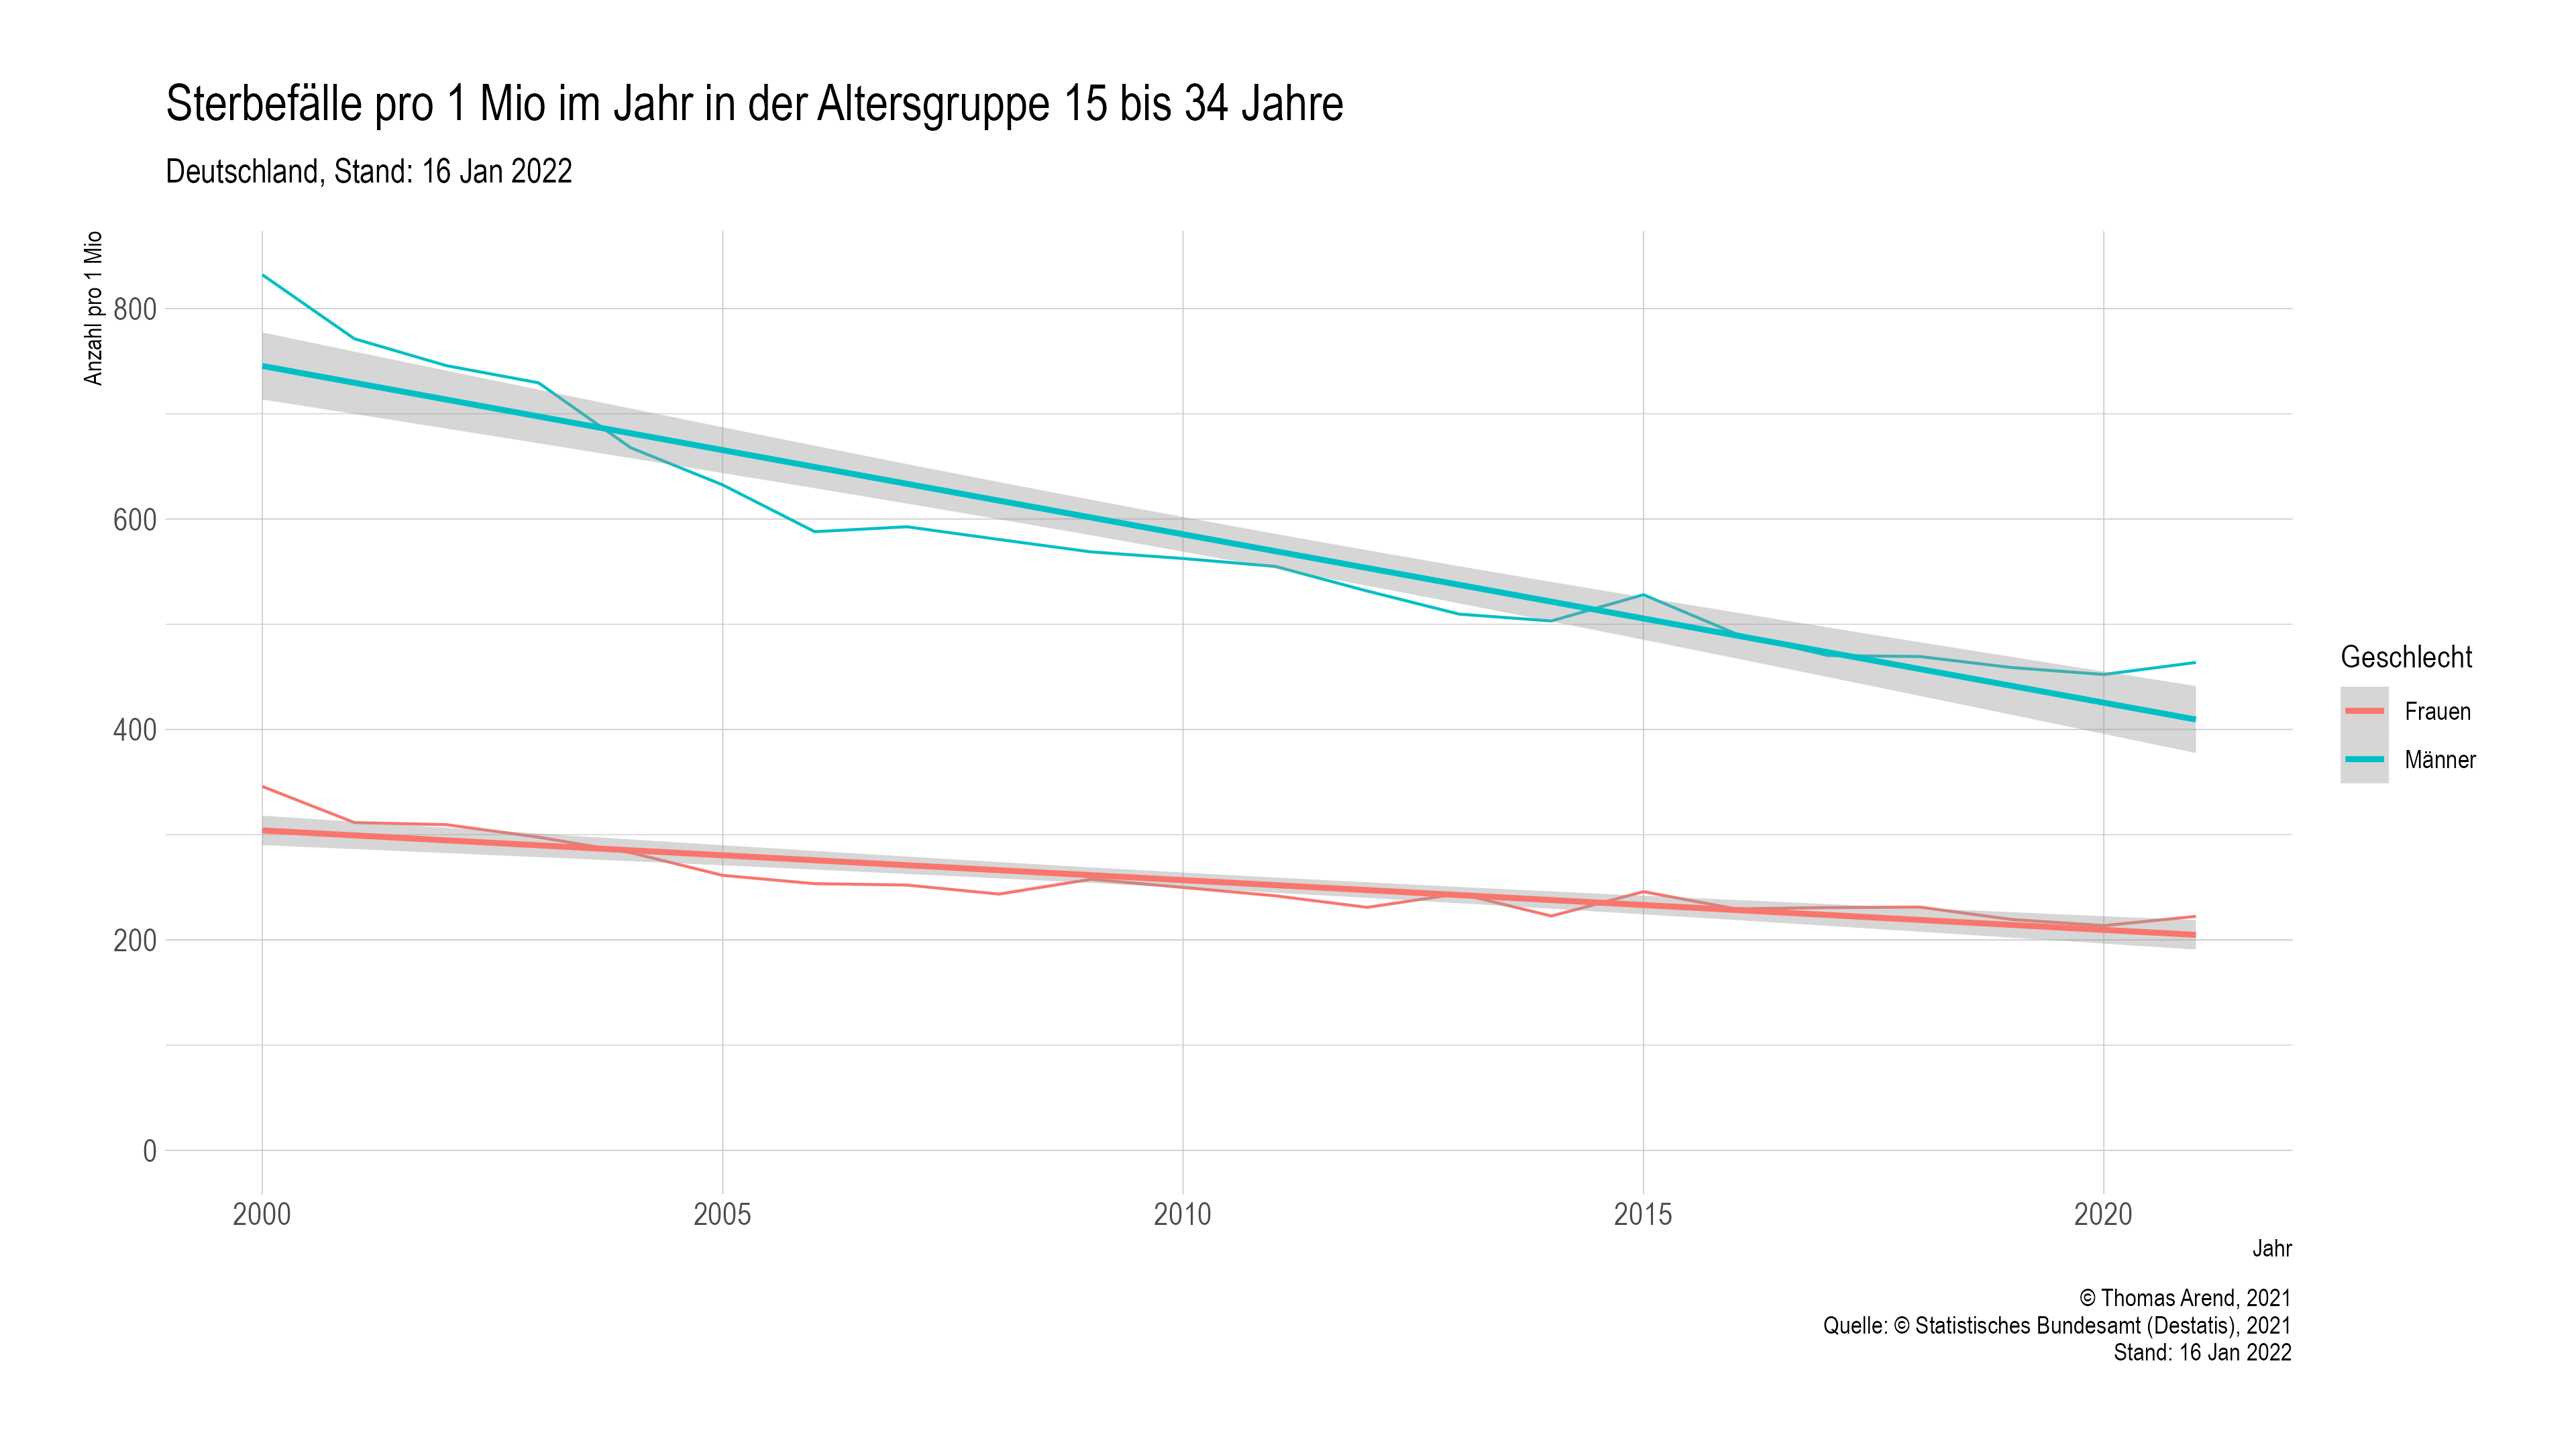 Sterbefälle pro 1 Mio im Jahr in der Altersgruppe 15 bis 34 Jahre
Deutschland, Stand: 16 Jan 2022
Anzahl pro 1 Mio
800
600
400
200
0
2000
2005
2010
2015
2020
Jahr
Geschlecht
Frauen
Männer
© Thomas Arend, 2021
Quelle: © Statistisches Bundesamt (Destatis), 2021
Stand: 16 Jan 2022